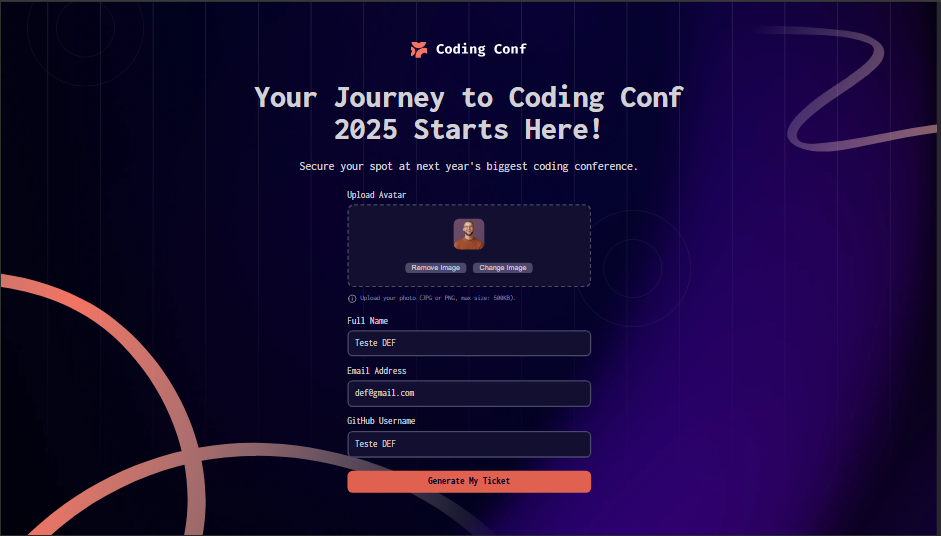 Coding Conf
Your Journey to Coding Conf
2025 Starts Here!
Secure your spot at next year's biggest coding conference.
Upload Avatar
Remove Image Change Image
Upload your photo (JPG or PNG, max size: 500KB).
Full Name
Teste DEF
Email Address
def@gmail.com
GitHub Username
Teste DEF
Generate My Ticket